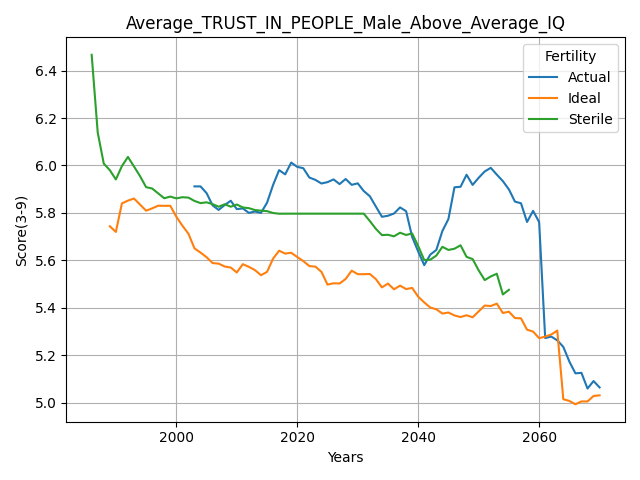 Average_TRUST_IN_PEOPLE_Male_Above_Average_IQ
Fertility
Actual
Ideal
Sterile
Score(3-9)
6.4
6.2
6.0
5.8
5.6
5.4
5.2
5.0
2000 2020 2040 2060
Years